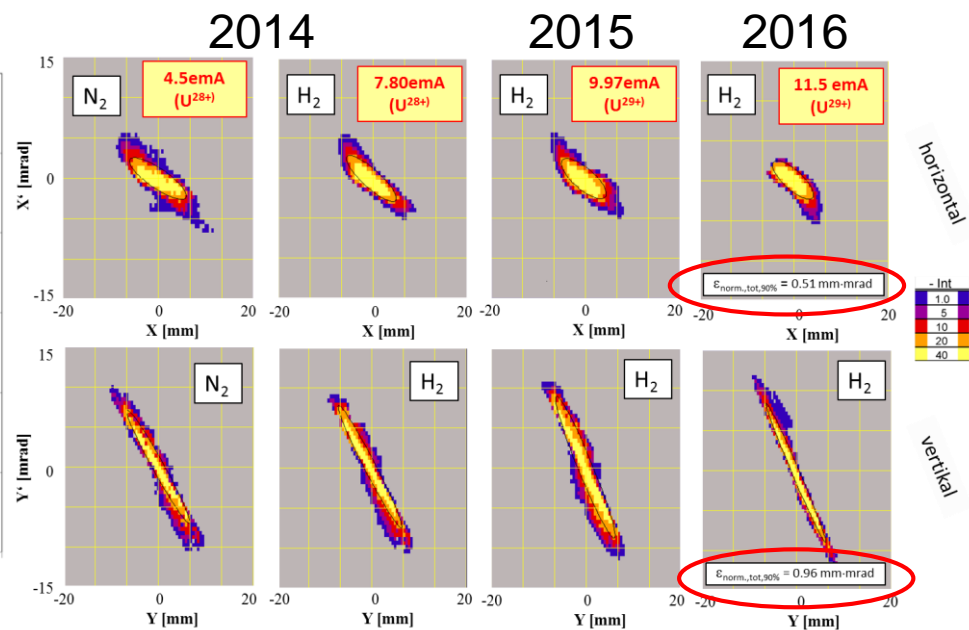 2014 2015 2016
15
N₂
4.5emA
(U²⁸⁺)
H₂
7.80emA
(U²⁸⁺)
H₂
9.97emA
(U²⁹⁺)
H₂
11.5 emA
(U²⁹⁺)
horizontal
X' [mrad]
0
-15
εnorm.,tot,90% = 0.51 mm·mrad
-20 0 20
-20 0 20
-20 0 20
-20 0 20
X [mm]
X [mm]
X [mm]
X [mm]
- Int
1.0
5
10
20
40
15
N₂
H₂
H₂
H₂
vertikal
Y' [mrad]
0
-15
εnorm.,tot,90% = 0.96 mm·mrad
-20 0 20
-20 0 20
-20 0 20
-20 0 20
Y [mm]
Y [mm]
Y [mm]
Y [mm]